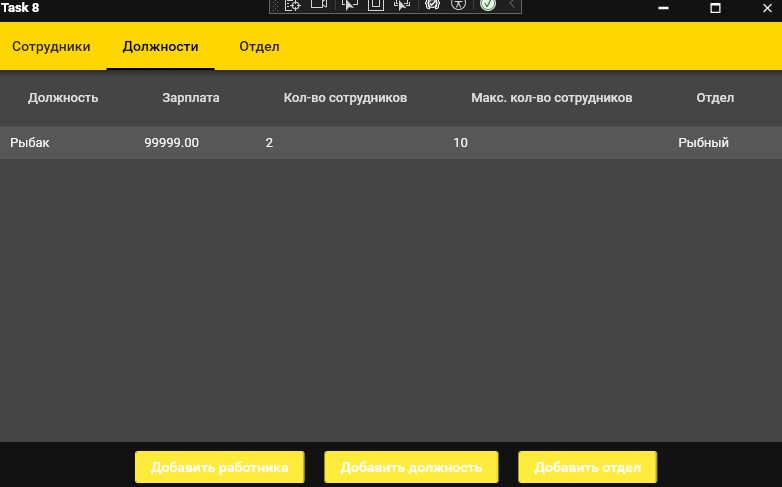 Task 8
Сотрудники Должности Отдел
Должность Зарплата Кол-во сотрудников Макс. кол-во сотрудников Отдел
Рыбак 99999.00 2 10 Рыбный
Добавить работника Добавить должность Добавить отдел